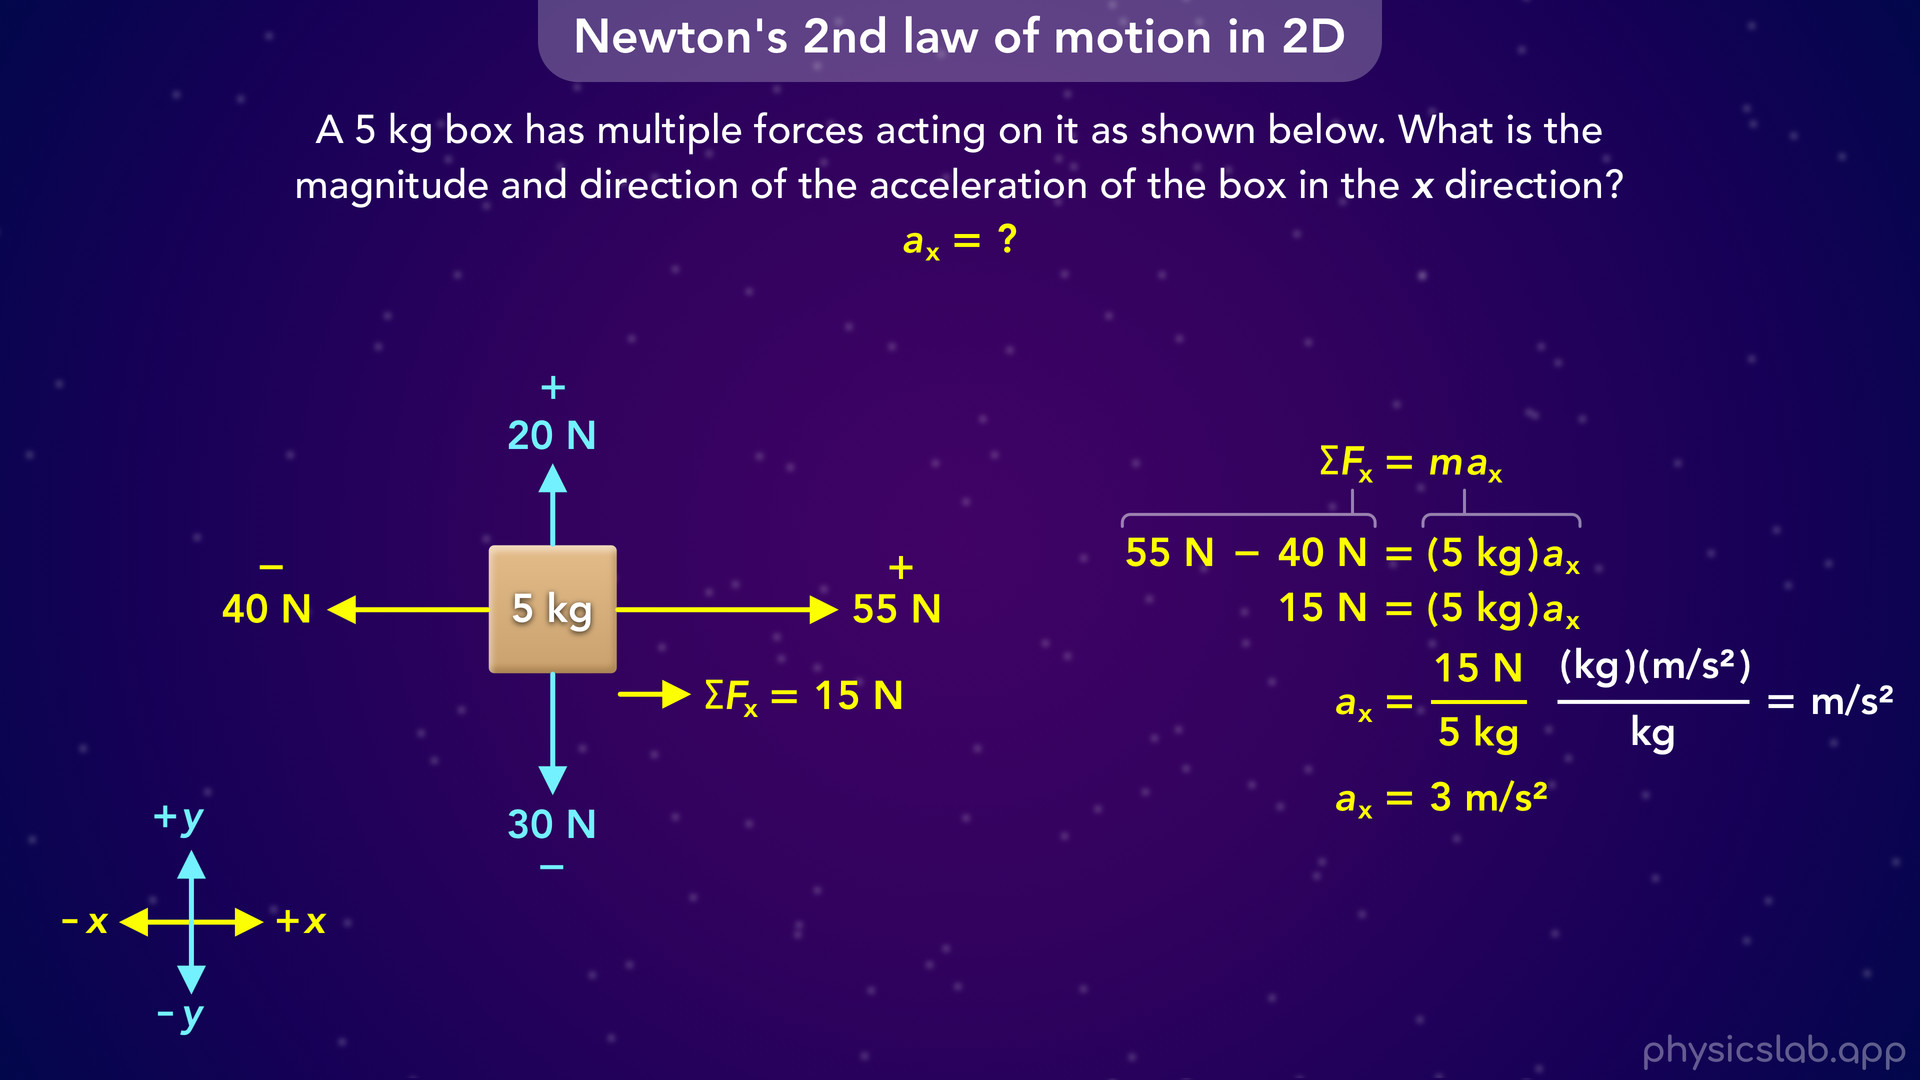 Newton's 2nd law of motion in 2D
A 5 kg box has multiple forces acting on it as shown below. What is the
magnitude and direction of the acceleration of the box in the x direction?
aₓ = ?
+
20 N
−
40 N
5 kg
+
55 N
ΣFₓ = 15 N
30 N
−
+y
-x
+x
-y
ΣFₓ = maₓ
55 N − 40 N = (5 kg)aₓ
15 N = (5 kg)aₓ
aₓ = 15 N / 5 kg (kg)(m/s²) / kg = m/s²
aₓ = 3 m/s²
physicslab.app